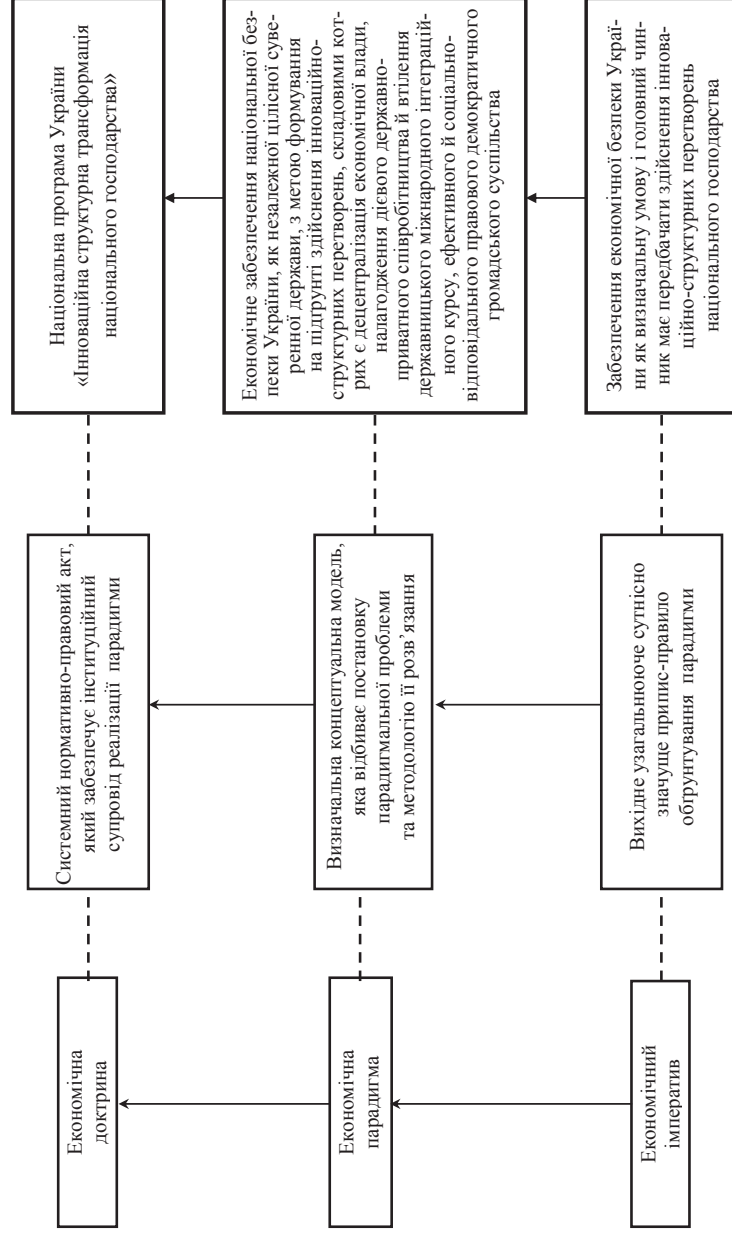 Економічна
доктрина
Системний нормативно-правовий акт,
який забезпечує інституційний
супровід реалізації парадигми
Національна програма України
«Інноваційна структурна трансформація
національного господарства»
Економічна
парадигма
Визначальна концептуальна модель,
яка відбиває постановку
парадигмальної проблеми
та методологію її розв’язання
Економічне забезпечення національної без-
пеки України, як незалежної цілісної суве-
ренної держави, з метою формування
на підґрунті здійснення інноваційно-
структурних перетворень, складовими кот-
рих є децентралізація економічної влади,
налагодження дієвого державно-
приватного співробітництва й втілення
державницького міжнародного інтеграцій-
ного курсу, ефективного й соціально-
відповідального правового демократичного
громадського суспільства
Економічний
імператив
Вихідне узагальнююче сутнісно
значуще припис-правило
обґрунтування парадигми
Забезпечення економічної безпеки Украї-
ни як визначальну умову і головний чин-
ник має передбачати здійснення іннова-
ційно-структурних перетворень
національного господарства